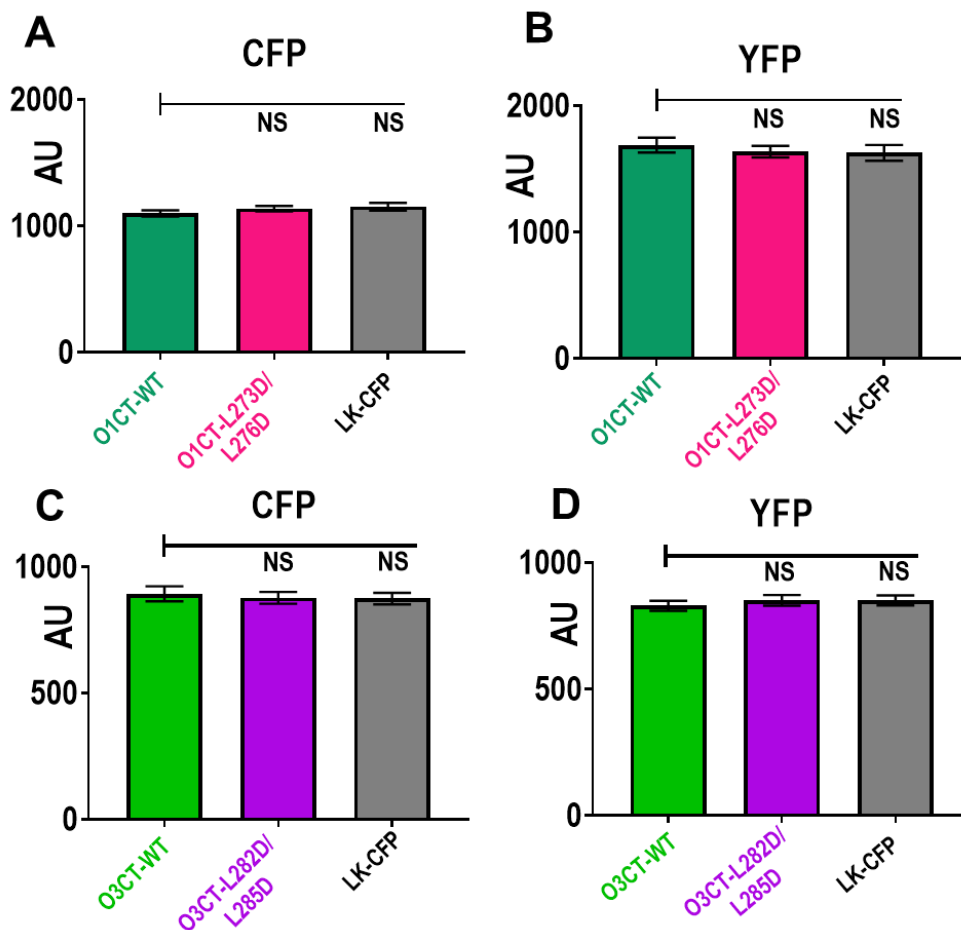 A
CFP
2000
1000
0
AU
NS
NS
O1CT-WT
O1CT-L273D/
L276D
LK-CFP
B
YFP
2000
1000
0
AU
NS
NS
O1CT-WT
O1CT-L273D/
L276D
LK-CFP
C
CFP
1000
500
0
AU
NS
NS
O3CT-WT
O3CT-L282D/
L285D
LK-CFP
D
YFP
1000
500
0
AU
NS
NS
O3CT-WT
O3CT-L282D/
L285D
LK-CFP